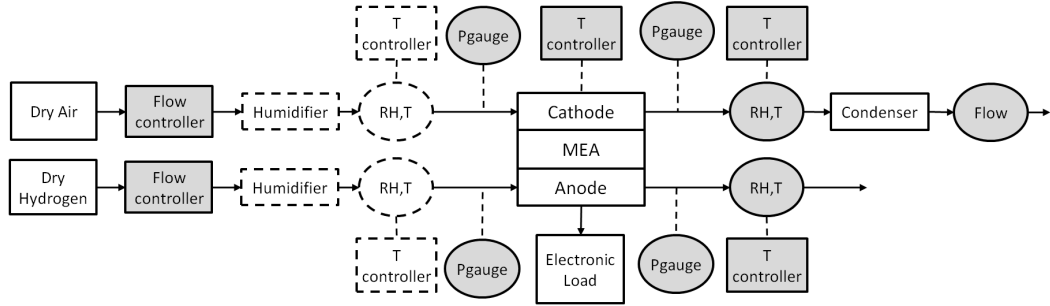 T
controller
Pgauge
T
controller
Pgauge
T
controller
Dry Air
Flow
controller
Humidifier
RH,T
Cathode
RH,T
Condenser
Flow
MEA
Dry
Hydrogen
Flow
controller
Humidifier
RH,T
Anode
RH,T
T
controller
Pgauge
Electronic
Load
Pgauge
T
controller